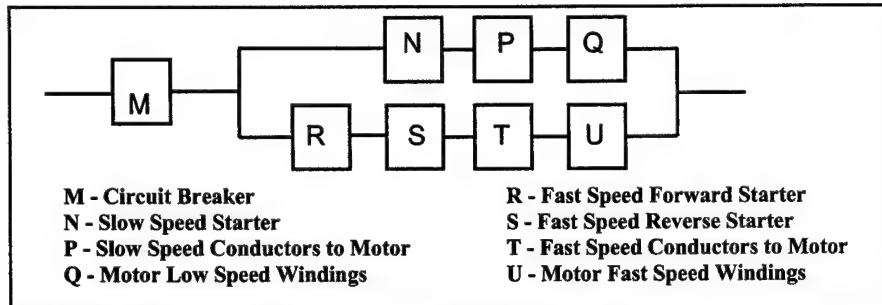 N P Q
M
R S T U
M - Circuit Breaker
N - Slow Speed Starter
P - Slow Speed Conductors to Motor
Q - Motor Low Speed Windings
R - Fast Speed Forward Starter
S - Fast Speed Reverse Starter
T - Fast Speed Conductors to Motor
U - Motor Fast Speed Windings